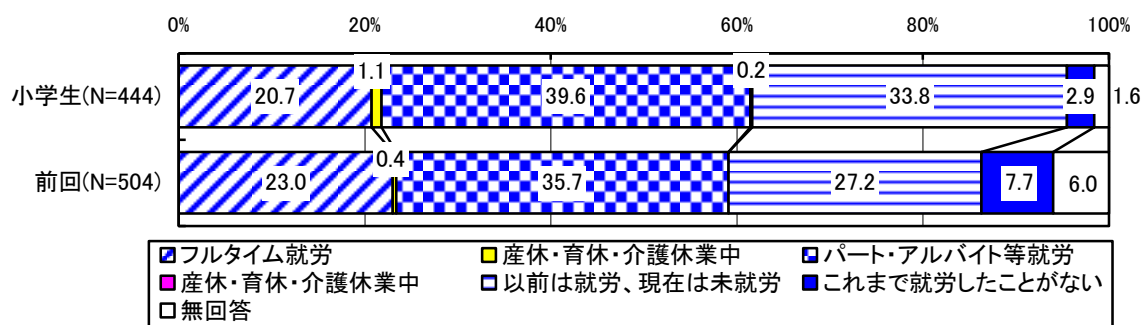 0% 20% 40% 60% 80% 100%
1.1 0.2
小学生(N=444) 20.7 39.6 33.8 2.9 1.6
0.4
前回(N=504) 23.0 35.7 27.2 7.7 6.0
フルタイム就労 産休・育休・介護休業中 パート・アルバイト等就労
産休・育休・介護休業中 以前は就労、現在は未就労 これまで就労したことがない
無回答